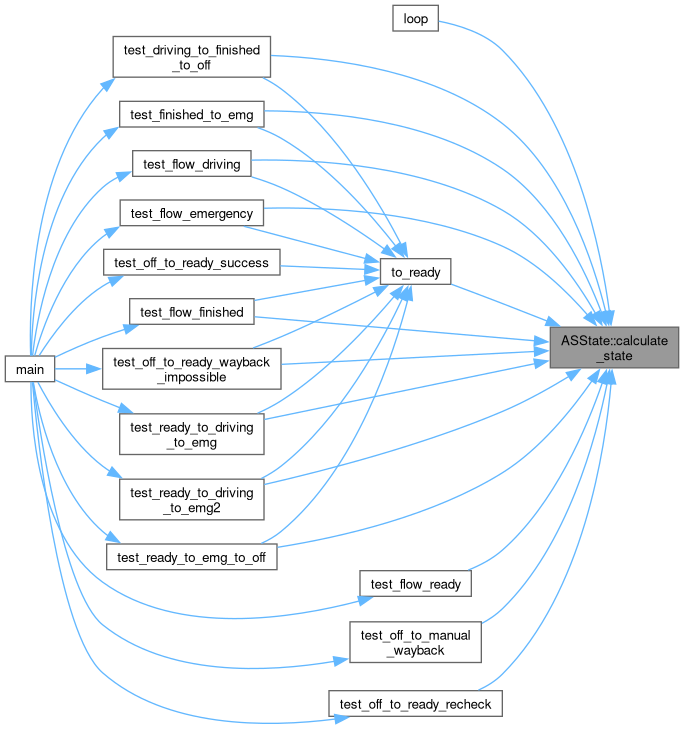 loop
test_driving_to_finished
_to_off
test_finished_to_emg
test_flow_driving
test_flow_emergency
test_off_to_ready_success
to_ready
test_flow_finished
ASState::calculate
_state
main
test_off_to_ready_wayback
_impossible
test_ready_to_driving
_to_emg
test_ready_to_driving
_to_emg2
test_ready_to_emg_to_off
test_flow_ready
test_off_to_manual
_wayback
test_off_to_ready_recheck